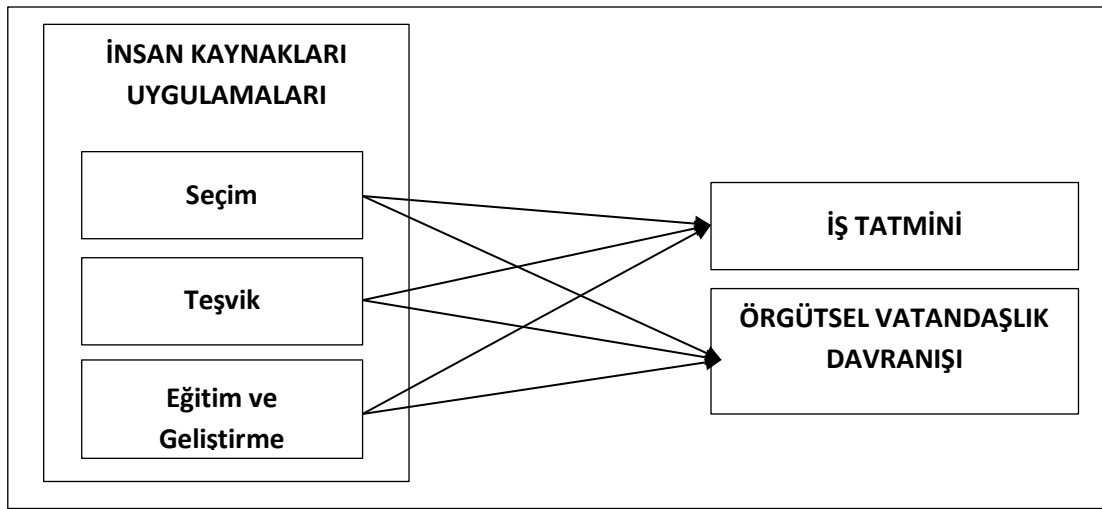 İNSAN KAYNAKLARI
UYGULAMALARI
Seçim
Teşvik
Eğitim ve
Geliştirme
İŞ TATMİNİ
ÖRGÜTSEL VATANDAŞLIK
DAVRANIŞI